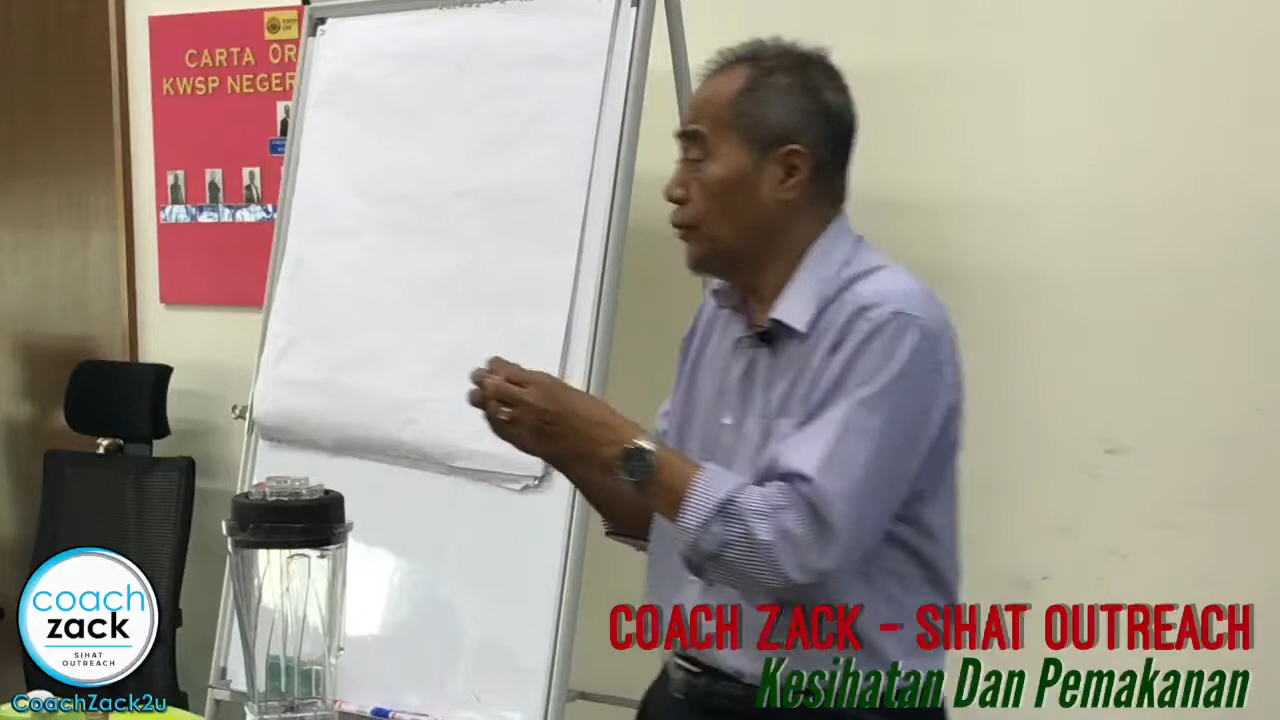 CARTA OR
KWSP NEGER
coach
zack
SIHAT
OUTREACH
CoachZack2u
COACH ZACK - SIHAT OUTREACH
Kesihatan Dan Pemakanan